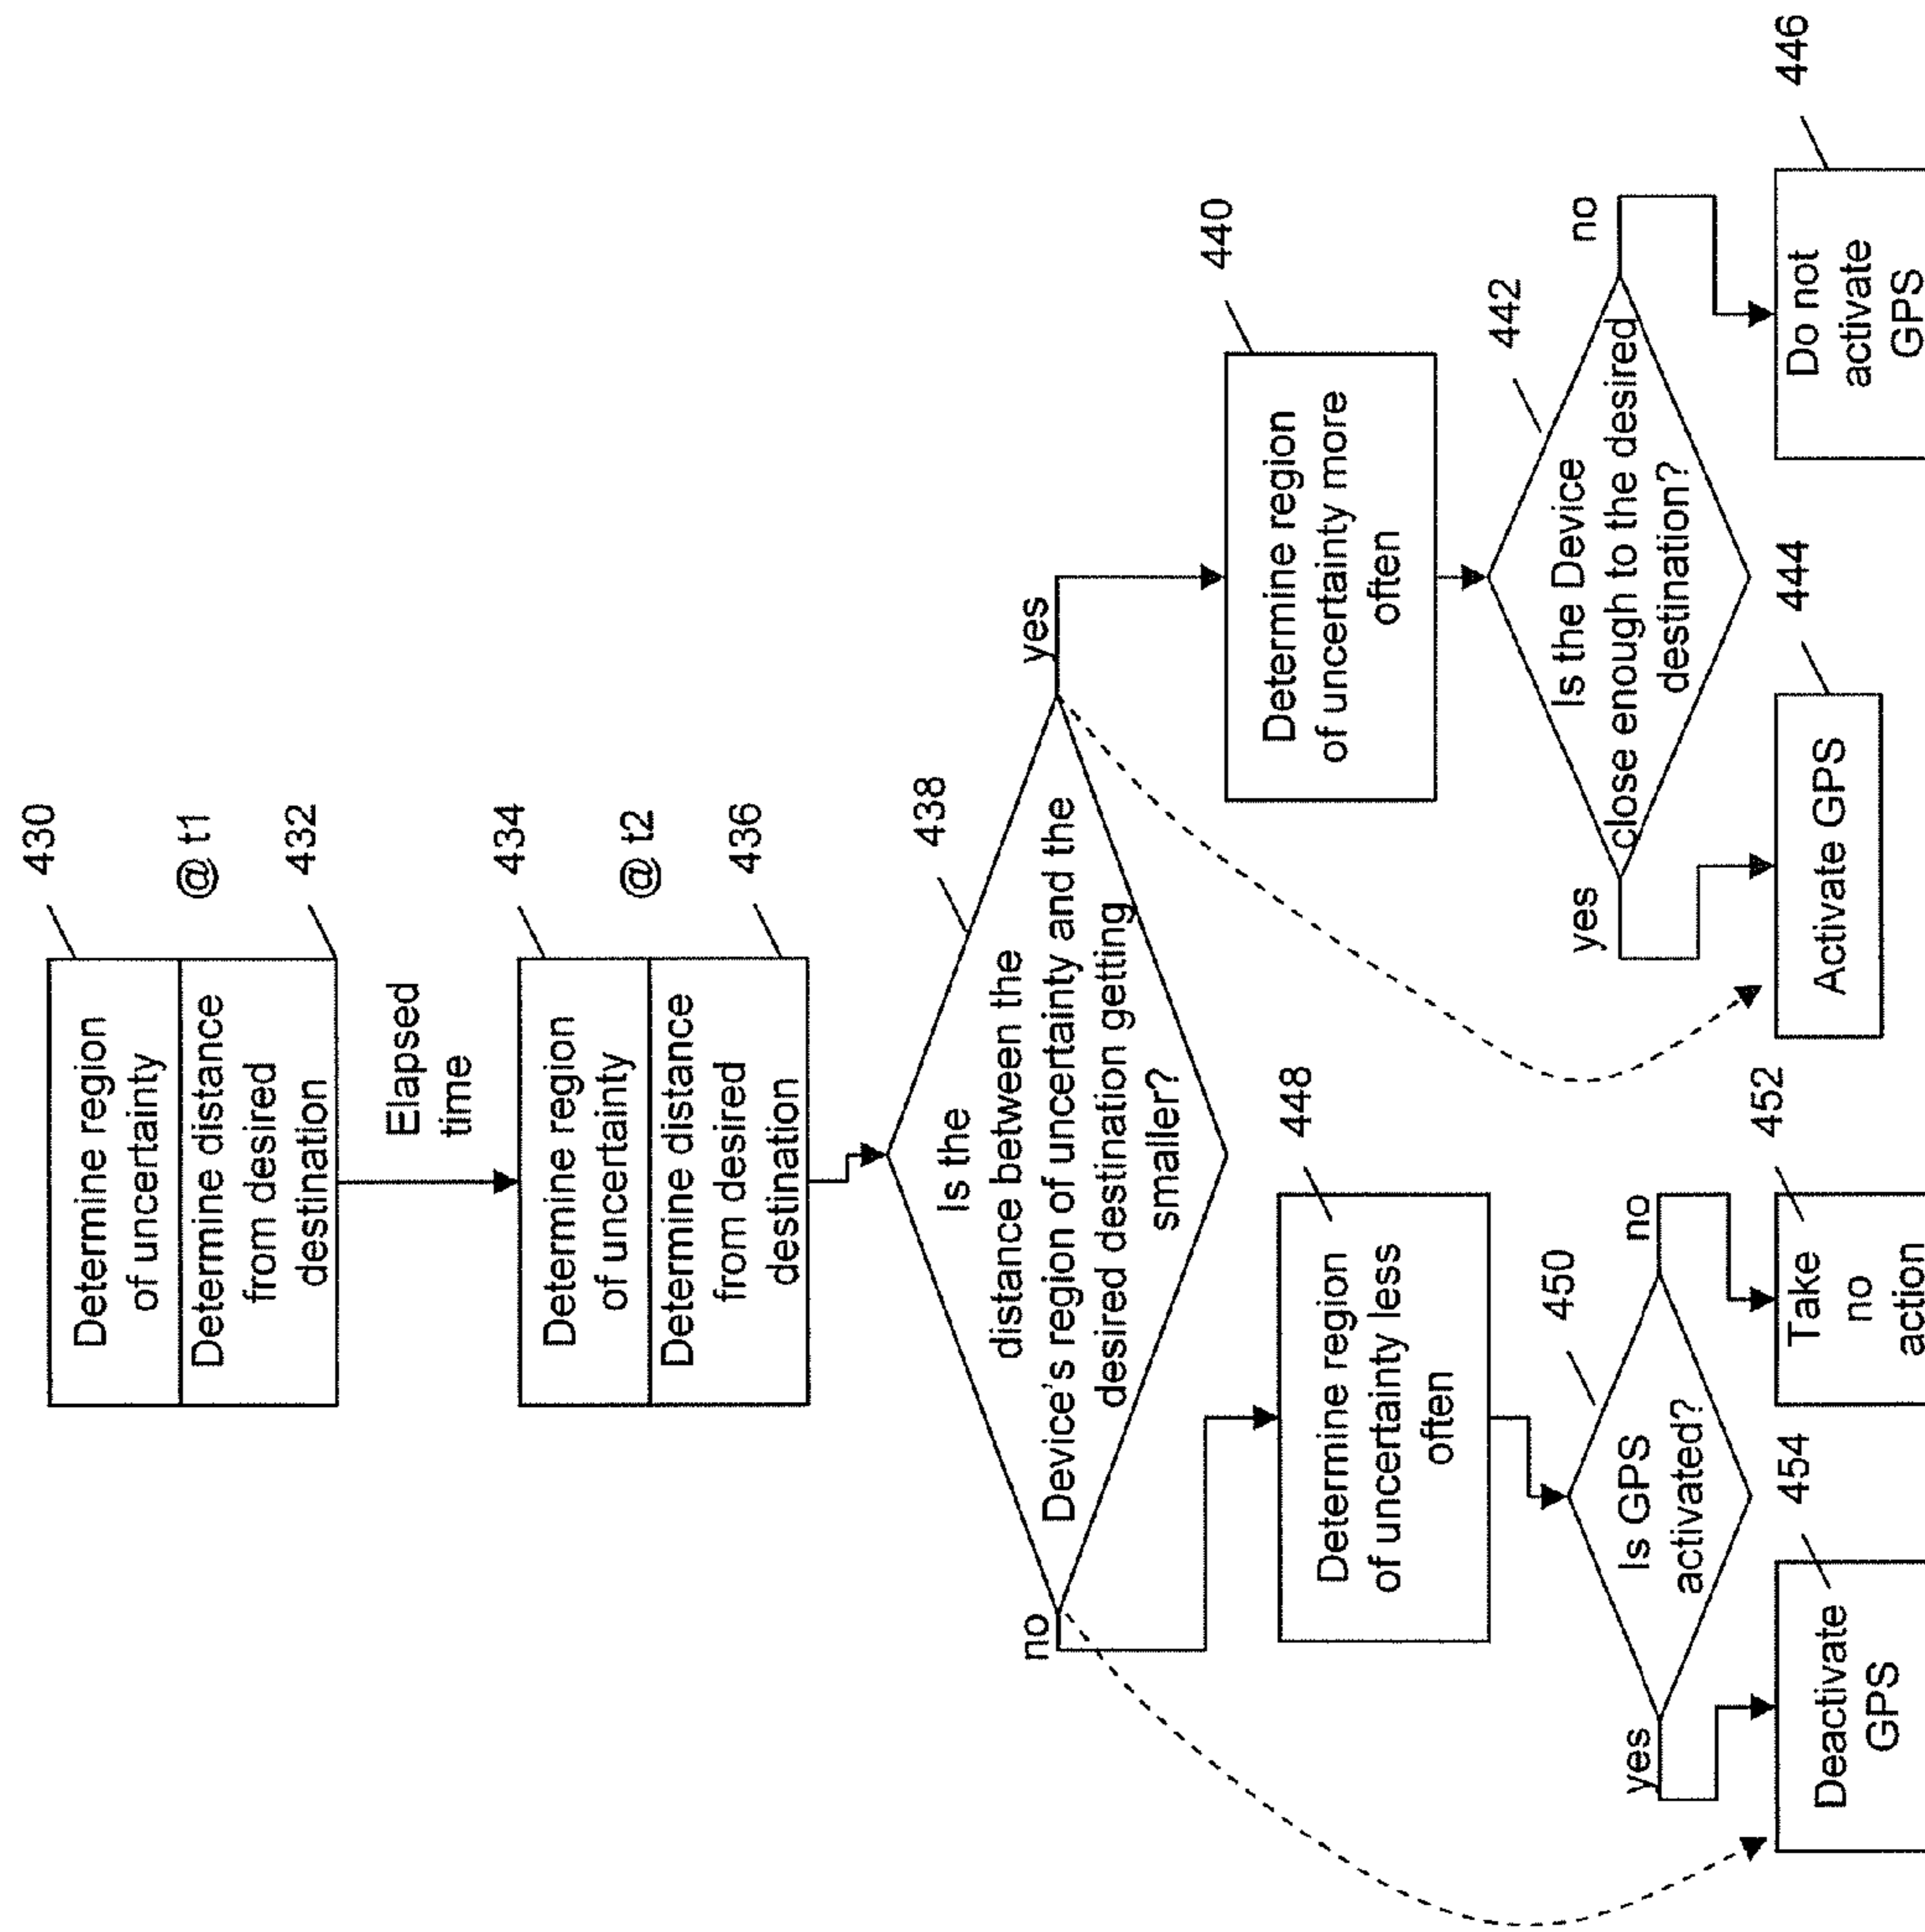 430
Determine region
of uncertainty
@ t1
Determine distance
from desired
destination
432
Elapsed
time
434
Determine region
of uncertainty
@ t2
Determine distance
from desired
destination
436
438
Is the
distance between the
Device's region of uncertainty and the
desired destination getting
smaller?
no
yes
448
Determine region
of uncertainty less
often
440
Determine region
of uncertainty more
often
450
Is GPS
activated?
yes
no
442
Is the Device
close enough to the desired
destination?
yes
no
454
Deactivate
GPS
452
Take
no
action
444
Activate GPS
446
Do not
activate
GPS